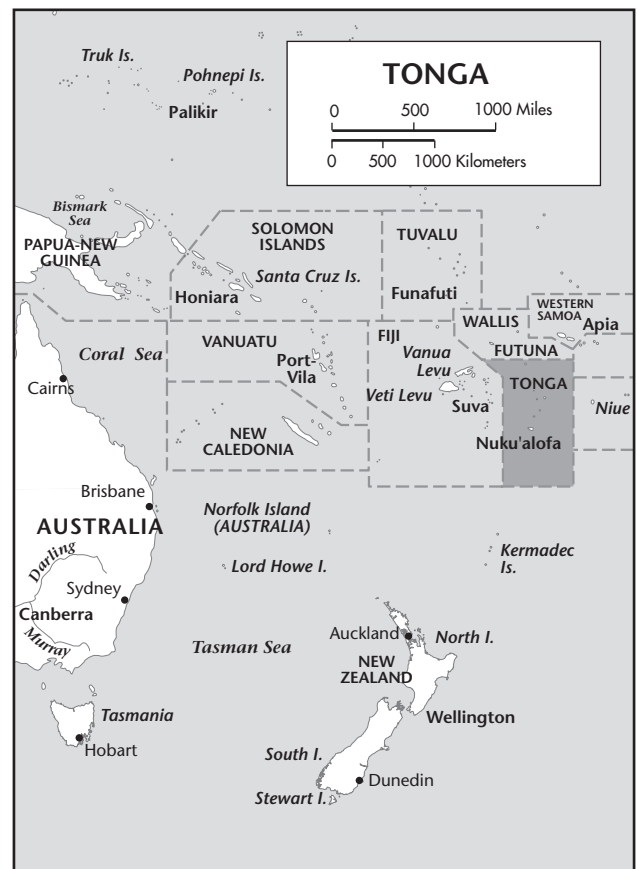 Truk Is.
Pohnepi Is.
Palikir
TONGA
0 500 1000 Miles
0 500 1000 Kilometers
Bismark
Sea
PAPUA-NEW
GUINEA
SOLOMON
ISLANDS
Santa Cruz Is.
Honiara
TUVALU
Funafuti
WESTERN
SAMOA
Apia
WALLIS
FUTUNA
FIJI
Vanua
Levu
Veti Levu
Suva
TONGA
Nuku'alofa
Niue
Coral Sea
VANUATU
Port-
Vila
Cairns
NEW
CALEDONIA
Brisbane
Norfolk Island
(AUSTRALIA)
AUSTRALIA
Lord Howe I.
Kermadec
Is.
Darling
Sydney
Canberra
Murray
Tasman Sea
Auckland
North I.
NEW
ZEALAND
Wellington
Tasmania
Hobart
South I.
Dunedin
Stewart I.